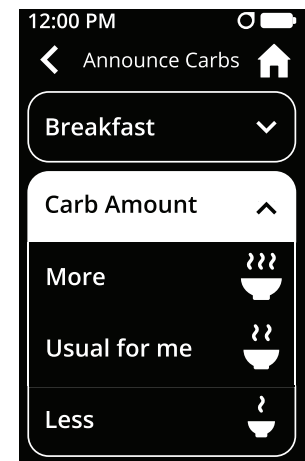 12:00 PM
Announce Carbs
Breakfast
Carb Amount
More
Usual for me
Less